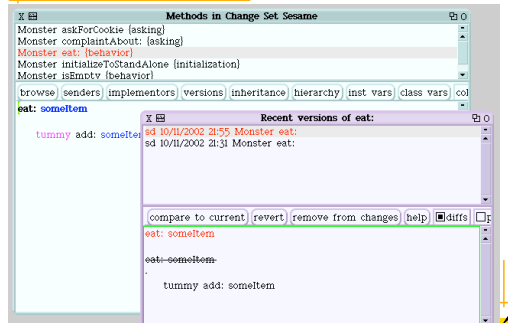 Methods in Change Set Sesame
Monster askForCookie {asking}
Monster complaintAbout: {asking}
Monster eat: {behavior}
Monster initializeToStandAlone {initialization}
Monster isEmpty {behavior}
browse senders implementors versions inheritance hierarchy inst vars class vars col
eat: someItem
tummy add: someIte
Recent versions of eat:
sd 10/11/2002 21:55 Monster eat:
sd 10/11/2002 21:31 Monster eat:
compare to current revert remove from changes help diffs p
eat: someItem
eat: someItem
.
tummy add: someItem